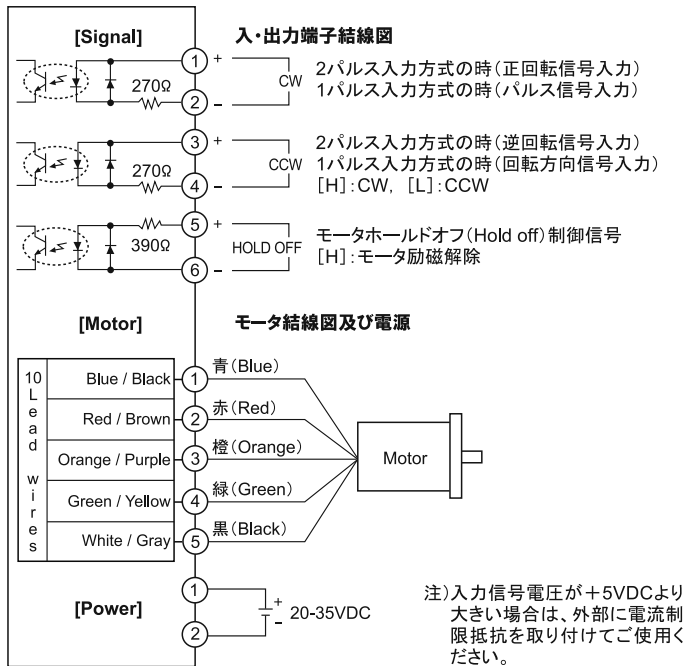 [Signal]
入・出力端子結線図
1
+
270Ω
2
−
CW
2パルス入力方式の時(正回転信号入力)
1パルス入力方式の時(パルス信号入力)
3
+
270Ω
4
−
CCW
2パルス入力方式の時(逆回転信号入力)
1パルス入力方式の時(回転方向信号入力)
[H]:CW, [L]:CCW
5
+
390Ω
6
−
HOLD OFF
モータホールドオフ(Hold off)制御信号
[H]:モータ励磁解除
[Motor]
モータ結線図及び電源
10 Lead wires
Blue / Black
1
青(Blue)
Red / Brown
2
赤(Red)
Orange / Purple
3
橙(Orange)
Green / Yellow
4
緑(Green)
White / Gray
5
黒(Black)
Motor
[Power]
1
2
+
−
20-35VDC
注)入力信号電圧が+5VDCより
大きい場合は、外部に電流制
限抵抗を取り付けてご使用く
ださい。